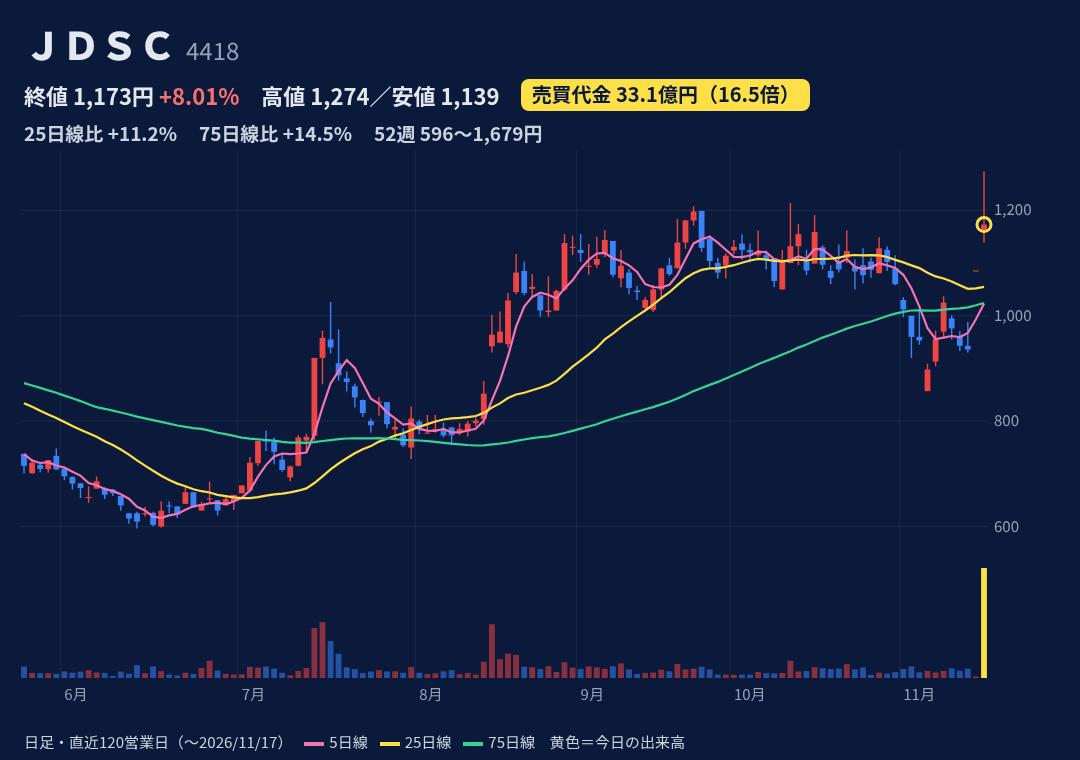 JDSC 4418
終値 1,173円 +8.01% 高値 1,274／安値 1,139 売買代金 33.1億円（16.5倍）
25日線比 +11.2% 75日線比 +14.5% 52週 596〜1,679円
1,200
1,000
800
600
6月 7月 8月 9月 10月 11月
日足・直近120営業日（〜2026/11/17） 5日線 25日線 75日線 黄色＝今日の出来高